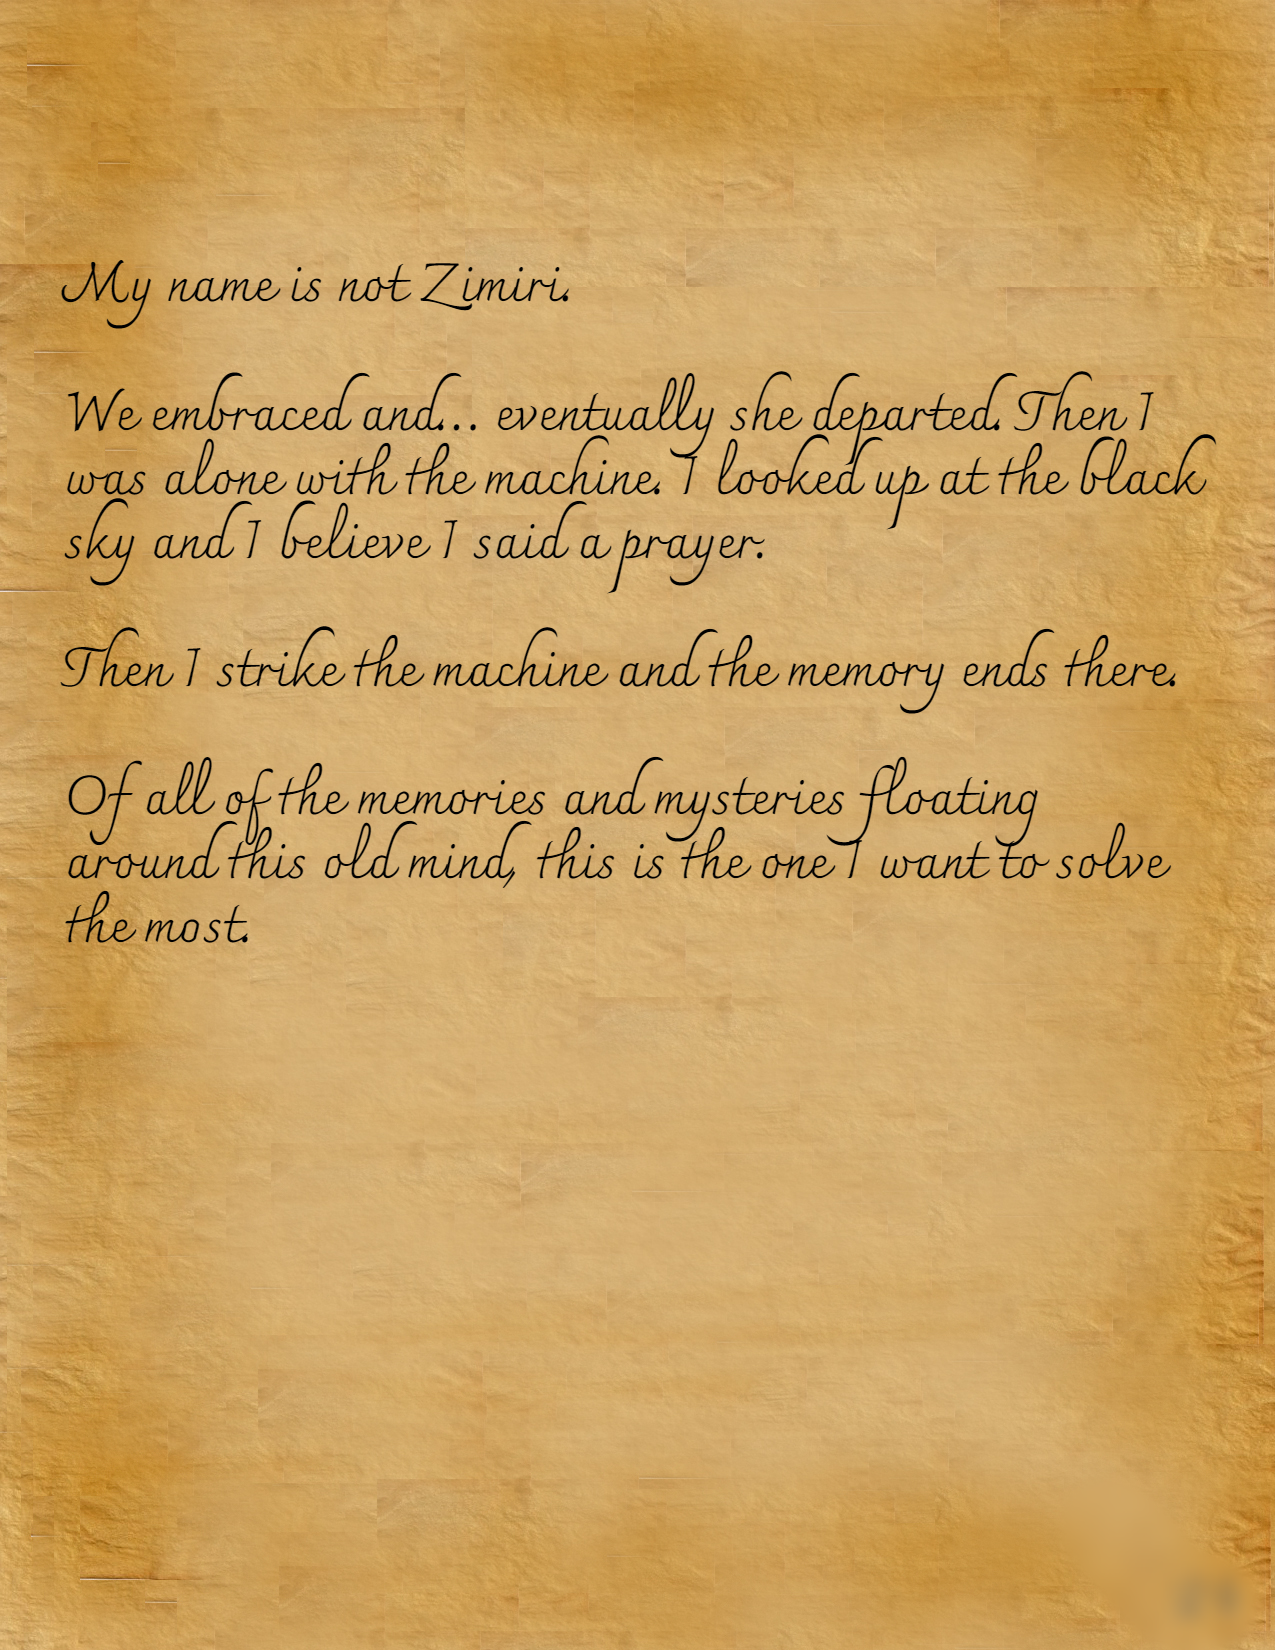 My name is not Zimiri.
We embraced and... eventually she departed. Then I
was alone with the machine. I looked up at the black
sky and I believe I said a prayer.
Then I strike the machine and the memory ends there.
Of all of the memories and mysteries floating
around this old mind, this is the one I want to solve
the most.